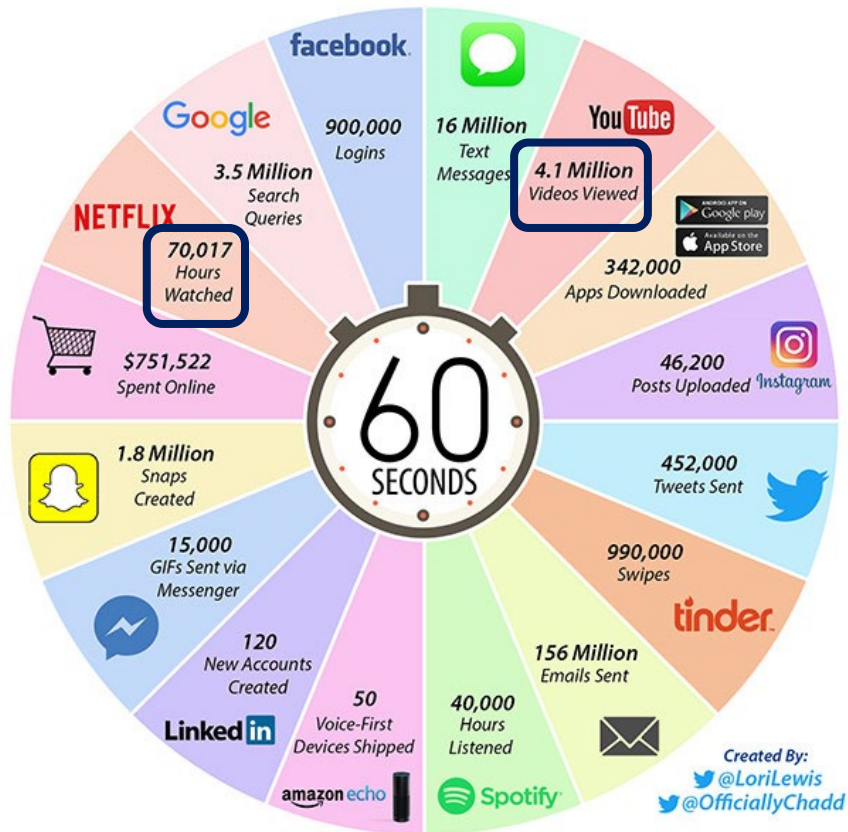 facebook.
900,000
Logins
16 Million
Text
Messages
YouTube
4.1 Million
Videos Viewed
ANDROID APP ON
Google play
Available on the
App Store
342,000
Apps Downloaded
46,200
Posts Uploaded
Instagram
452,000
Tweets Sent
990,000
Swipes
tinder
156 Million
Emails Sent
40,000
Hours
Listened
Spotify
50
Voice-First
Devices Shipped
amazon echo
120
New Accounts
Created
Linked in
15,000
GIFs Sent via
Messenger
1.8 Million
Snaps
Created
$751,522
Spent Online
NETFLIX
70,017
Hours
Watched
Google
3.5 Million
Search
Queries
60
SECONDS
Created By:
@LoriLewis
@OfficiallyChadd